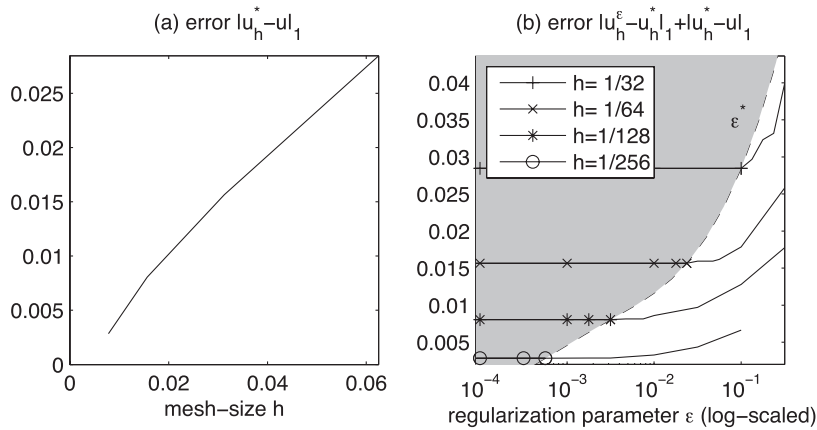 (a) error |u*h−u|1
0.025
0.02
0.015
0.01
0.005
0
0
0.02
0.04
0.06
mesh−size h
(b) error |uεh−u*h|1+|u*h−u|1
0.04
0.035
0.03
0.025
0.02
0.015
0.01
0.005
h= 1/32
h= 1/64
h=1/128
h=1/256
ε*
10−4
10−3
10−2
10−1
regularization parameter ε (log−scaled)